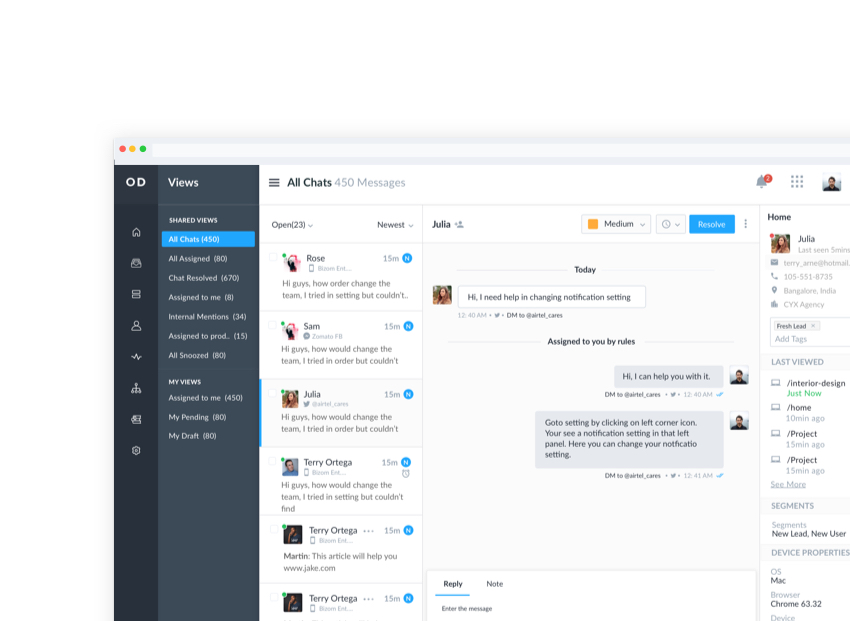 OD
Views
All Chats 450 Messages
2
SHARED VIEWS
All Chats (450)
All Assigned (80)
Chat Resolved (670)
Assigned to me (8)
Internal Mentions (34)
Assigned to prod.. (15)
All Snoozed (80)
MY VIEWS
Assigned to me (450)
My Pending (80)
My Draft (80)
Open(23)
Newest
Rose 15m N
Bizom Ent...
Hi guys, how order change the
team, I tried in setting but couldn't..
Sam 15m N
Zomato FB
Hi guys, how would change the
team, I tried in order but couldn't
Julia 15m N
@airtel_cares
Hi guys, how would change the
team, I tried in order but couldn't
Terry Ortega 15m N
Bizom Ent...
Hi guys, how would change the
team, I tried in setting but couldn't
find
Terry Ortega 15m N
Bizom Ent...
Martin: This article will help you
www.jake.com
Terry Ortega 15m N
Bizom Ent...
Julia
Medium
Resolve
Today
Hi, I need help in changing notification setting
12:40 AM • • DM to @airtel_cares
Assigned to you by rules
Hi, I can help you with it.
DM to @airtel_cares • • 12:40 AM
Goto setting by clicking on left corner icon.
Your see a notification setting in that left
panel. Here you can change your notifcatio
setting.
DM to @airtel_cares • • 12:41 AM
Reply Note
Enter the message
Home
Julia
Last seen 5mins
terry_ame@hotmail.
105-551-8735
Bangalore, India
CYX Agency
Fresh Lead ×
Add Tags
LAST VIEWED
/interior-design
Just Now
/home
10min ago
/Project
15min ago
/Project
15min ago
See More
SEGMENTS
Segments
New Lead, New User
DEVICE PROPERTIES
OS
Mac
Browser
Chrome 63.32
Device